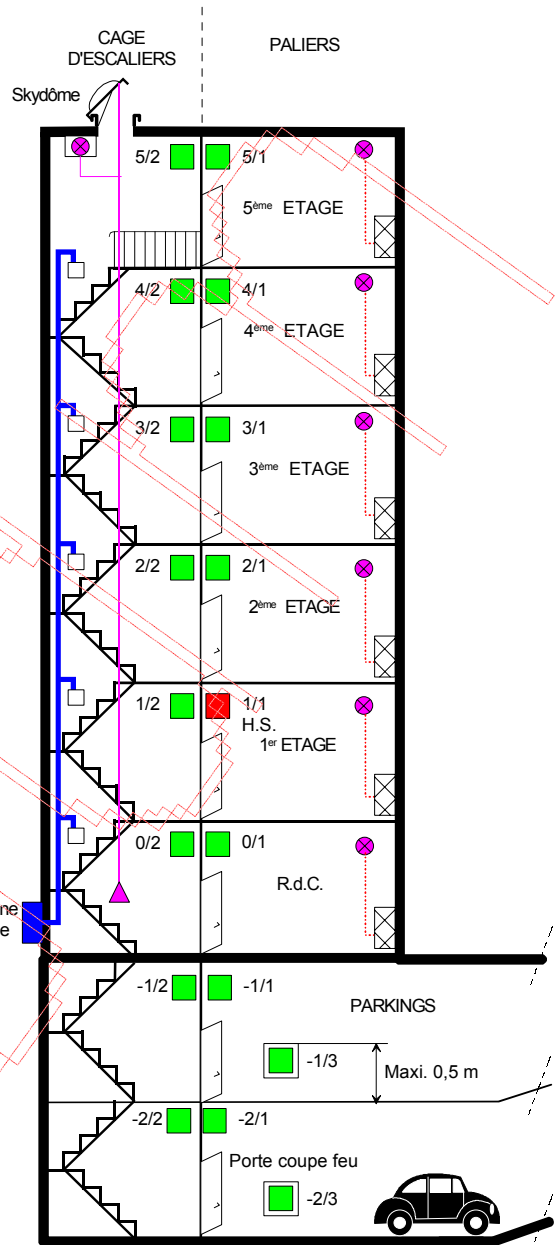 CAGE
D'ESCALIERS
PALIERS
Skydôme
5/2
5/1
5ème ETAGE
4/2
4/1
4ème ETAGE
3/2
3/1
3ème ETAGE
2/2
2/1
2ème ETAGE
1/2
1/1
H.S.
1er ETAGE
0/2
0/1
R.d.C.
ne
e
-1/2
-1/1
PARKINGS
-1/3
Maxi. 0,5 m
-2/2
-2/1
Porte coupe feu
-2/3